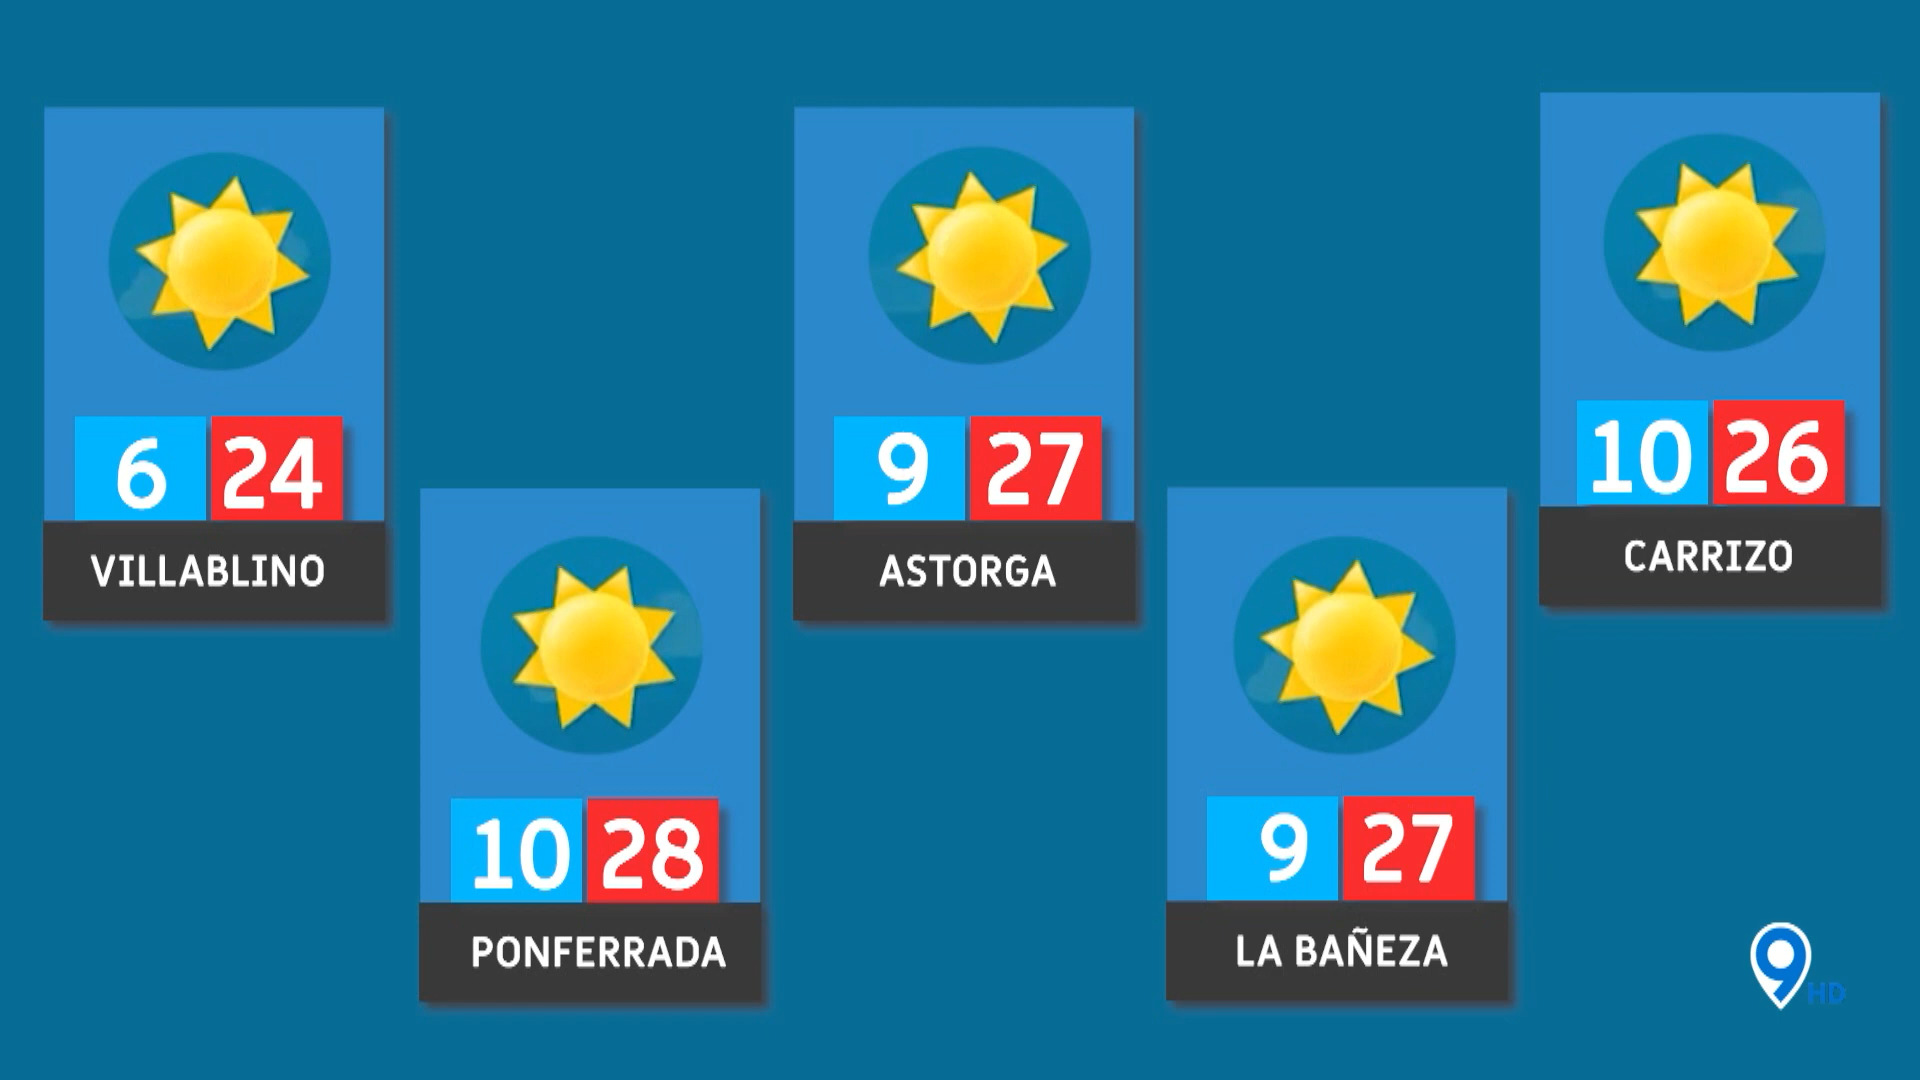 6 24
VILLABLINO
10 28
PONFERRADA
9 27
ASTORGA
9 27
LA BAÑEZA
10 26
CARRIZO
9 HD